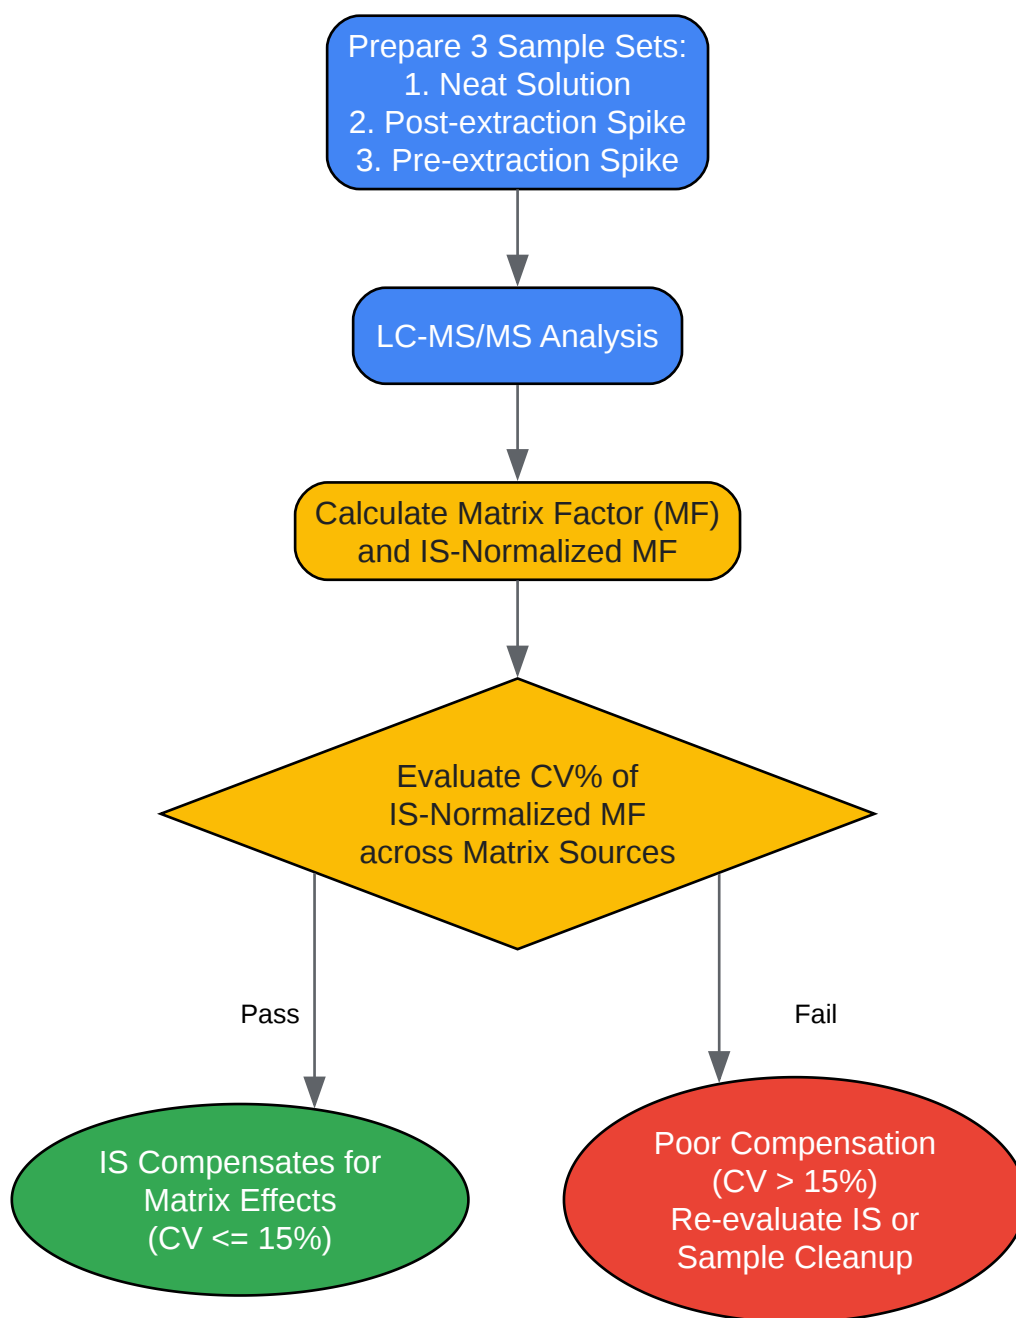 Prepare 3 Sample Sets:
1. Neat Solution
2. Post-extraction Spike
3. Pre-extraction Spike
LC-MS/MS Analysis
Calculate Matrix Factor (MF)
and IS-Normalized MF
Evaluate CV% of
IS-Normalized MF
across Matrix Sources
Pass
Fail
IS Compensates for
Matrix Effects
(CV <= 15%)
Poor Compensation
(CV > 15%)
Re-evaluate IS or
Sample Cleanup